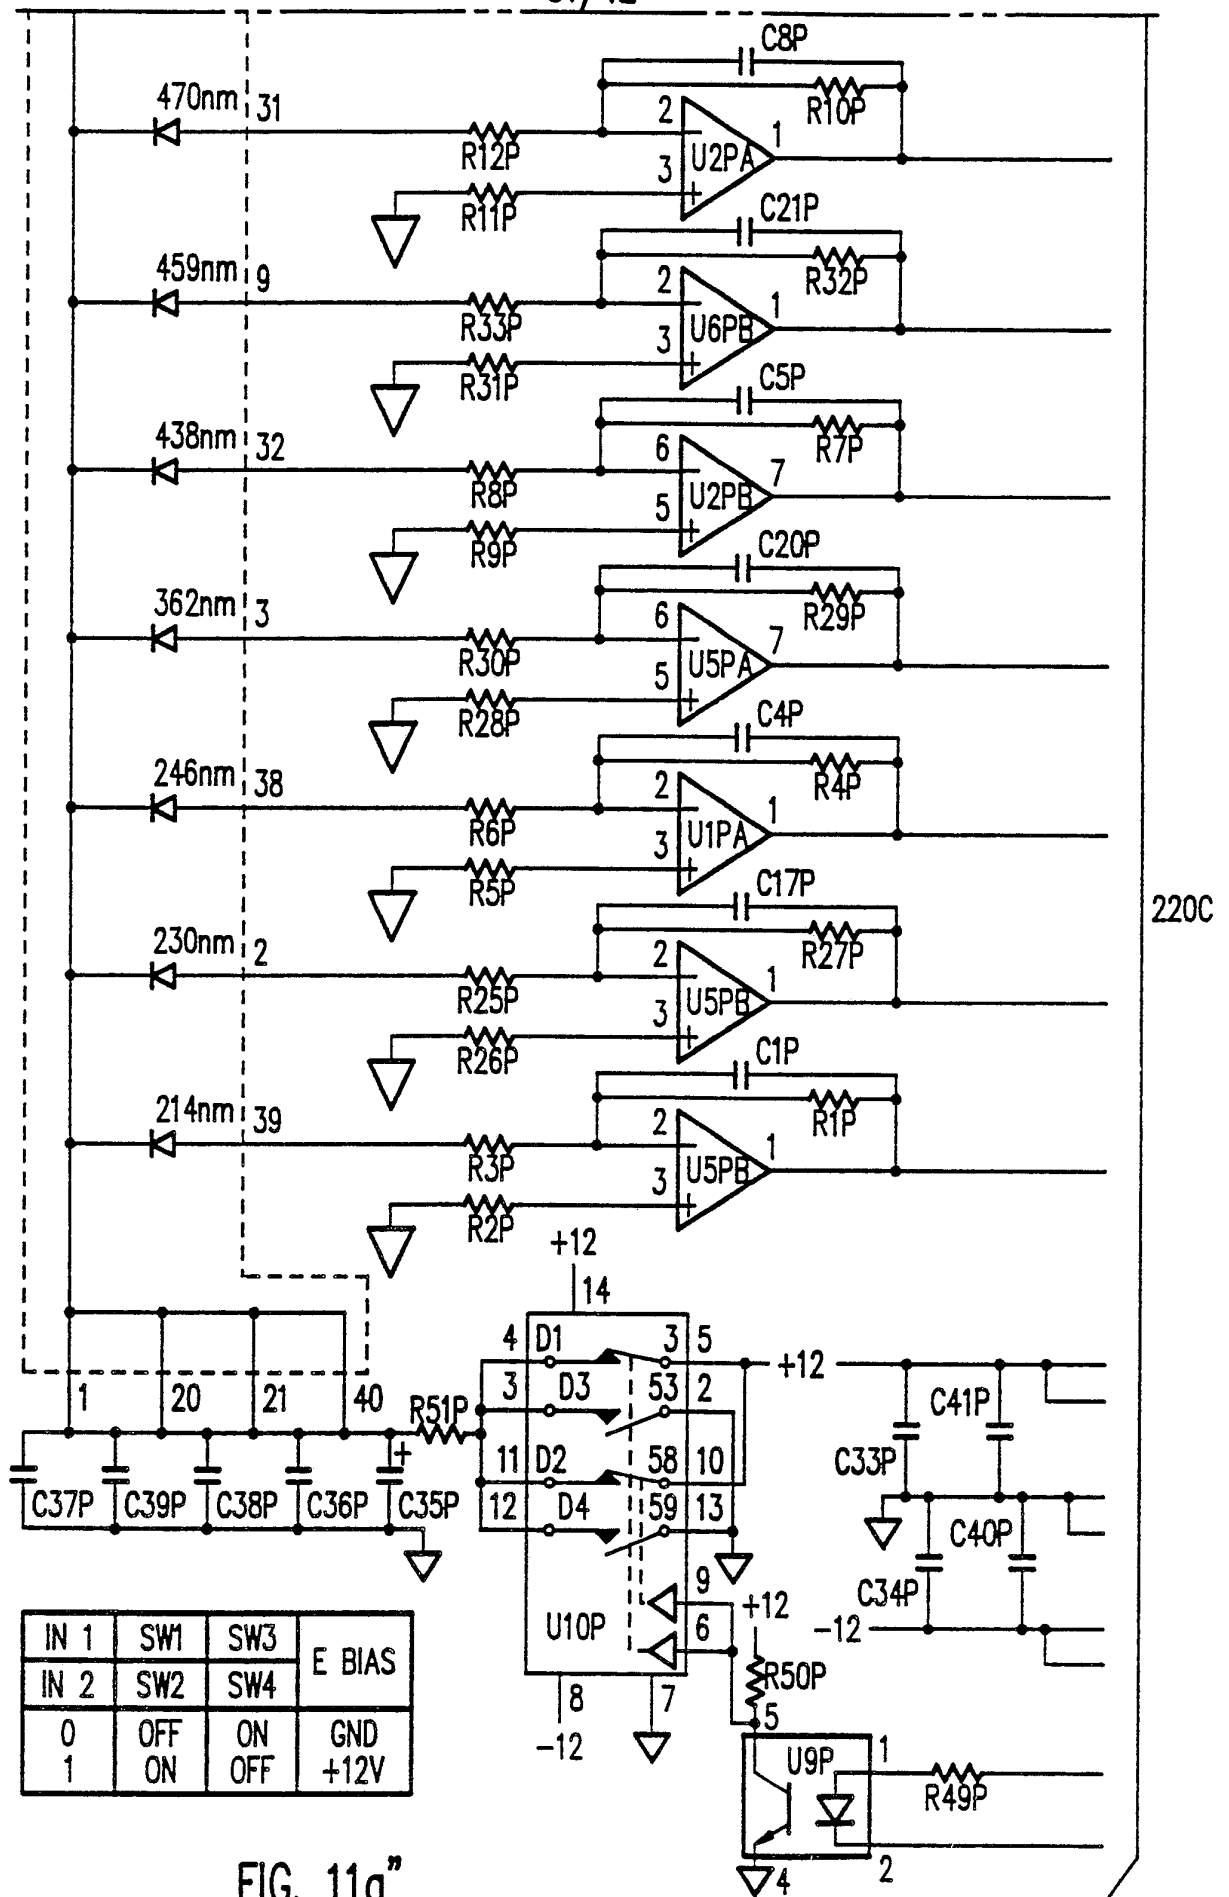 C8P
470nm 31
R10P
2 1
U2PA
R12P
3
R11P
C21P
459nm 9
R32P
2 1
U6PB
R33P
3
R31P
C5P
438nm 32
R7P
6 7
U2PB
R8P
5
R9P
C20P
362nm 3
R29P
6 7
U5PA
R30P
5
R28P
C4P
246nm 38
R4P
2 1
U1PA
R6P
3
R5P
C17P
220C
230nm 2
R27P
2 1
U5PB
R25P
3
R26P
C1P
214nm 39
R1P
2 1
U5PB
R3P
3
R2P
+12
14
4 D1 3 5
+12
3 D3 53 2
1 20 21 40
R51P
C41P
+
11 D2 58 10
C33P
C37P C39P C38P C36P C35P
12 D4 59 13
C40P
9
+12
C34P
U10P
6
-12
R50P
8 7
-12
5
IN 1 SW1 SW3 E BIAS
IN 2 SW2 SW4
0 OFF ON GND
1 ON OFF +12V
U9P
1
R49P
4
2
FIG. 11a"